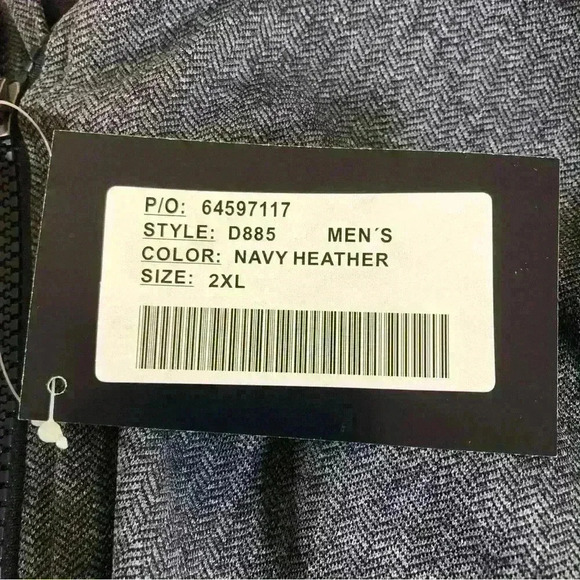 P/O: 64597117
STYLE: D885 MEN´S
COLOR: NAVY HEATHER
SIZE: 2XL